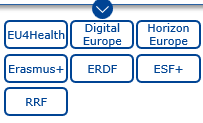 EU4Health
Digital
Europe
Horizon
Europe
Erasmus+
ERDF
ESF+
RRF